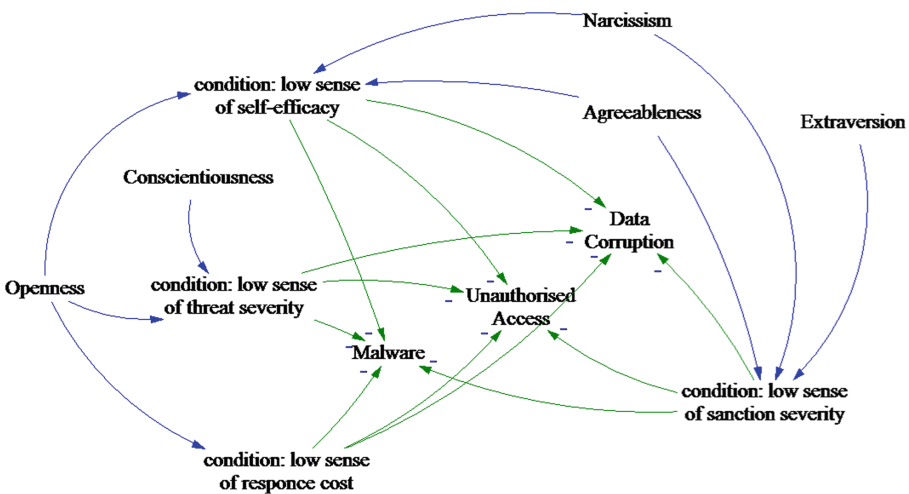 Narcissism
condition: low sense
of self-efficacy
Agreeableness
Extraversion
Conscientiousness
Data
Corruption
Openness
condition: low sense
of threat severity
Unauthorised
Access
Malware
condition: low sense
of sanction severity
condition: low sense
of responce cost